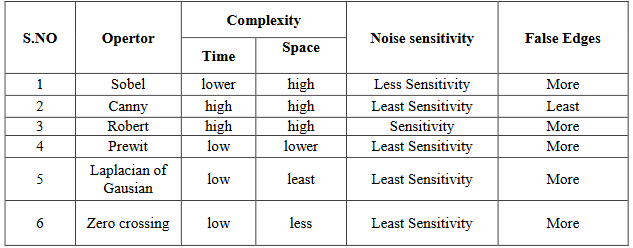 S.NO Opertor Complexity Noise sensitivity False Edges
Time Space
1 Sobel lower high Less Sensitivity More
2 Canny high high Least Sensitivity Least
3 Robert high high Sensitivity More
4 Prewit low lower Least Sensitivity More
5 Laplacian of Gausian low least Least Sensitivity More
6 Zero crossing low less Least Sensitivity More